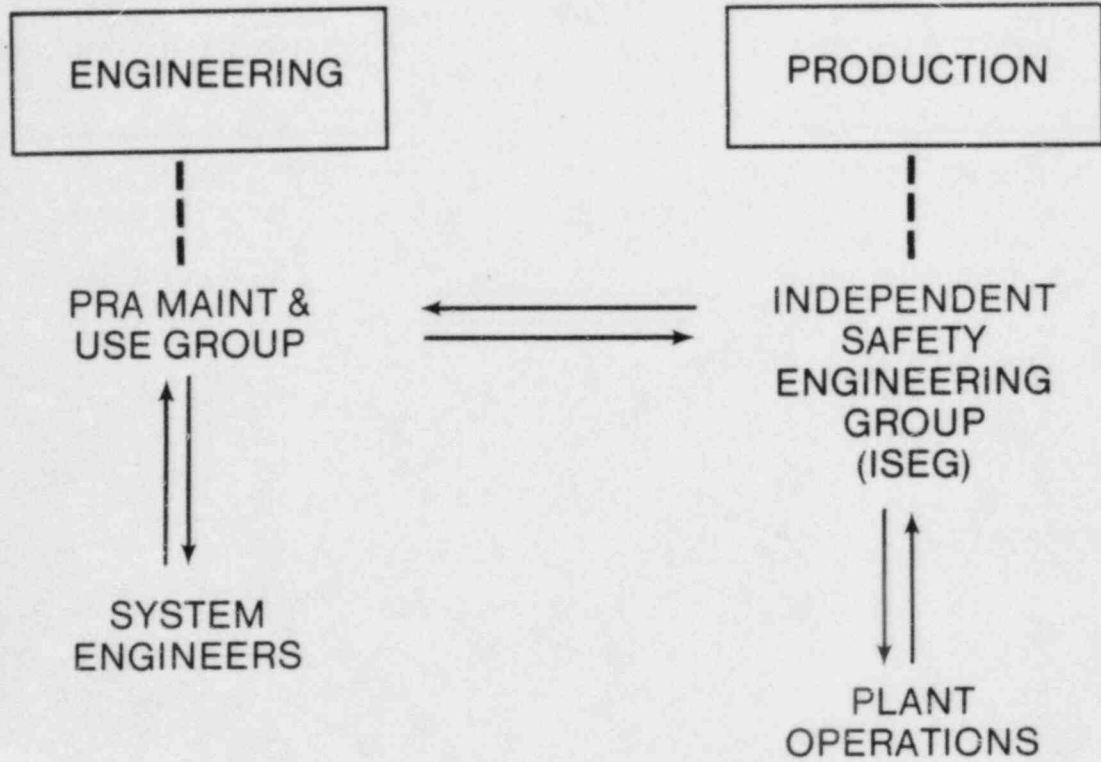 ENGINEERING
PRODUCTION
PRA MAINT &
USE GROUP
INDEPENDENT
SAFETY
ENGINEERING
GROUP
(ISEG)
SYSTEM
ENGINEERS
PLANT
OPERATIONS